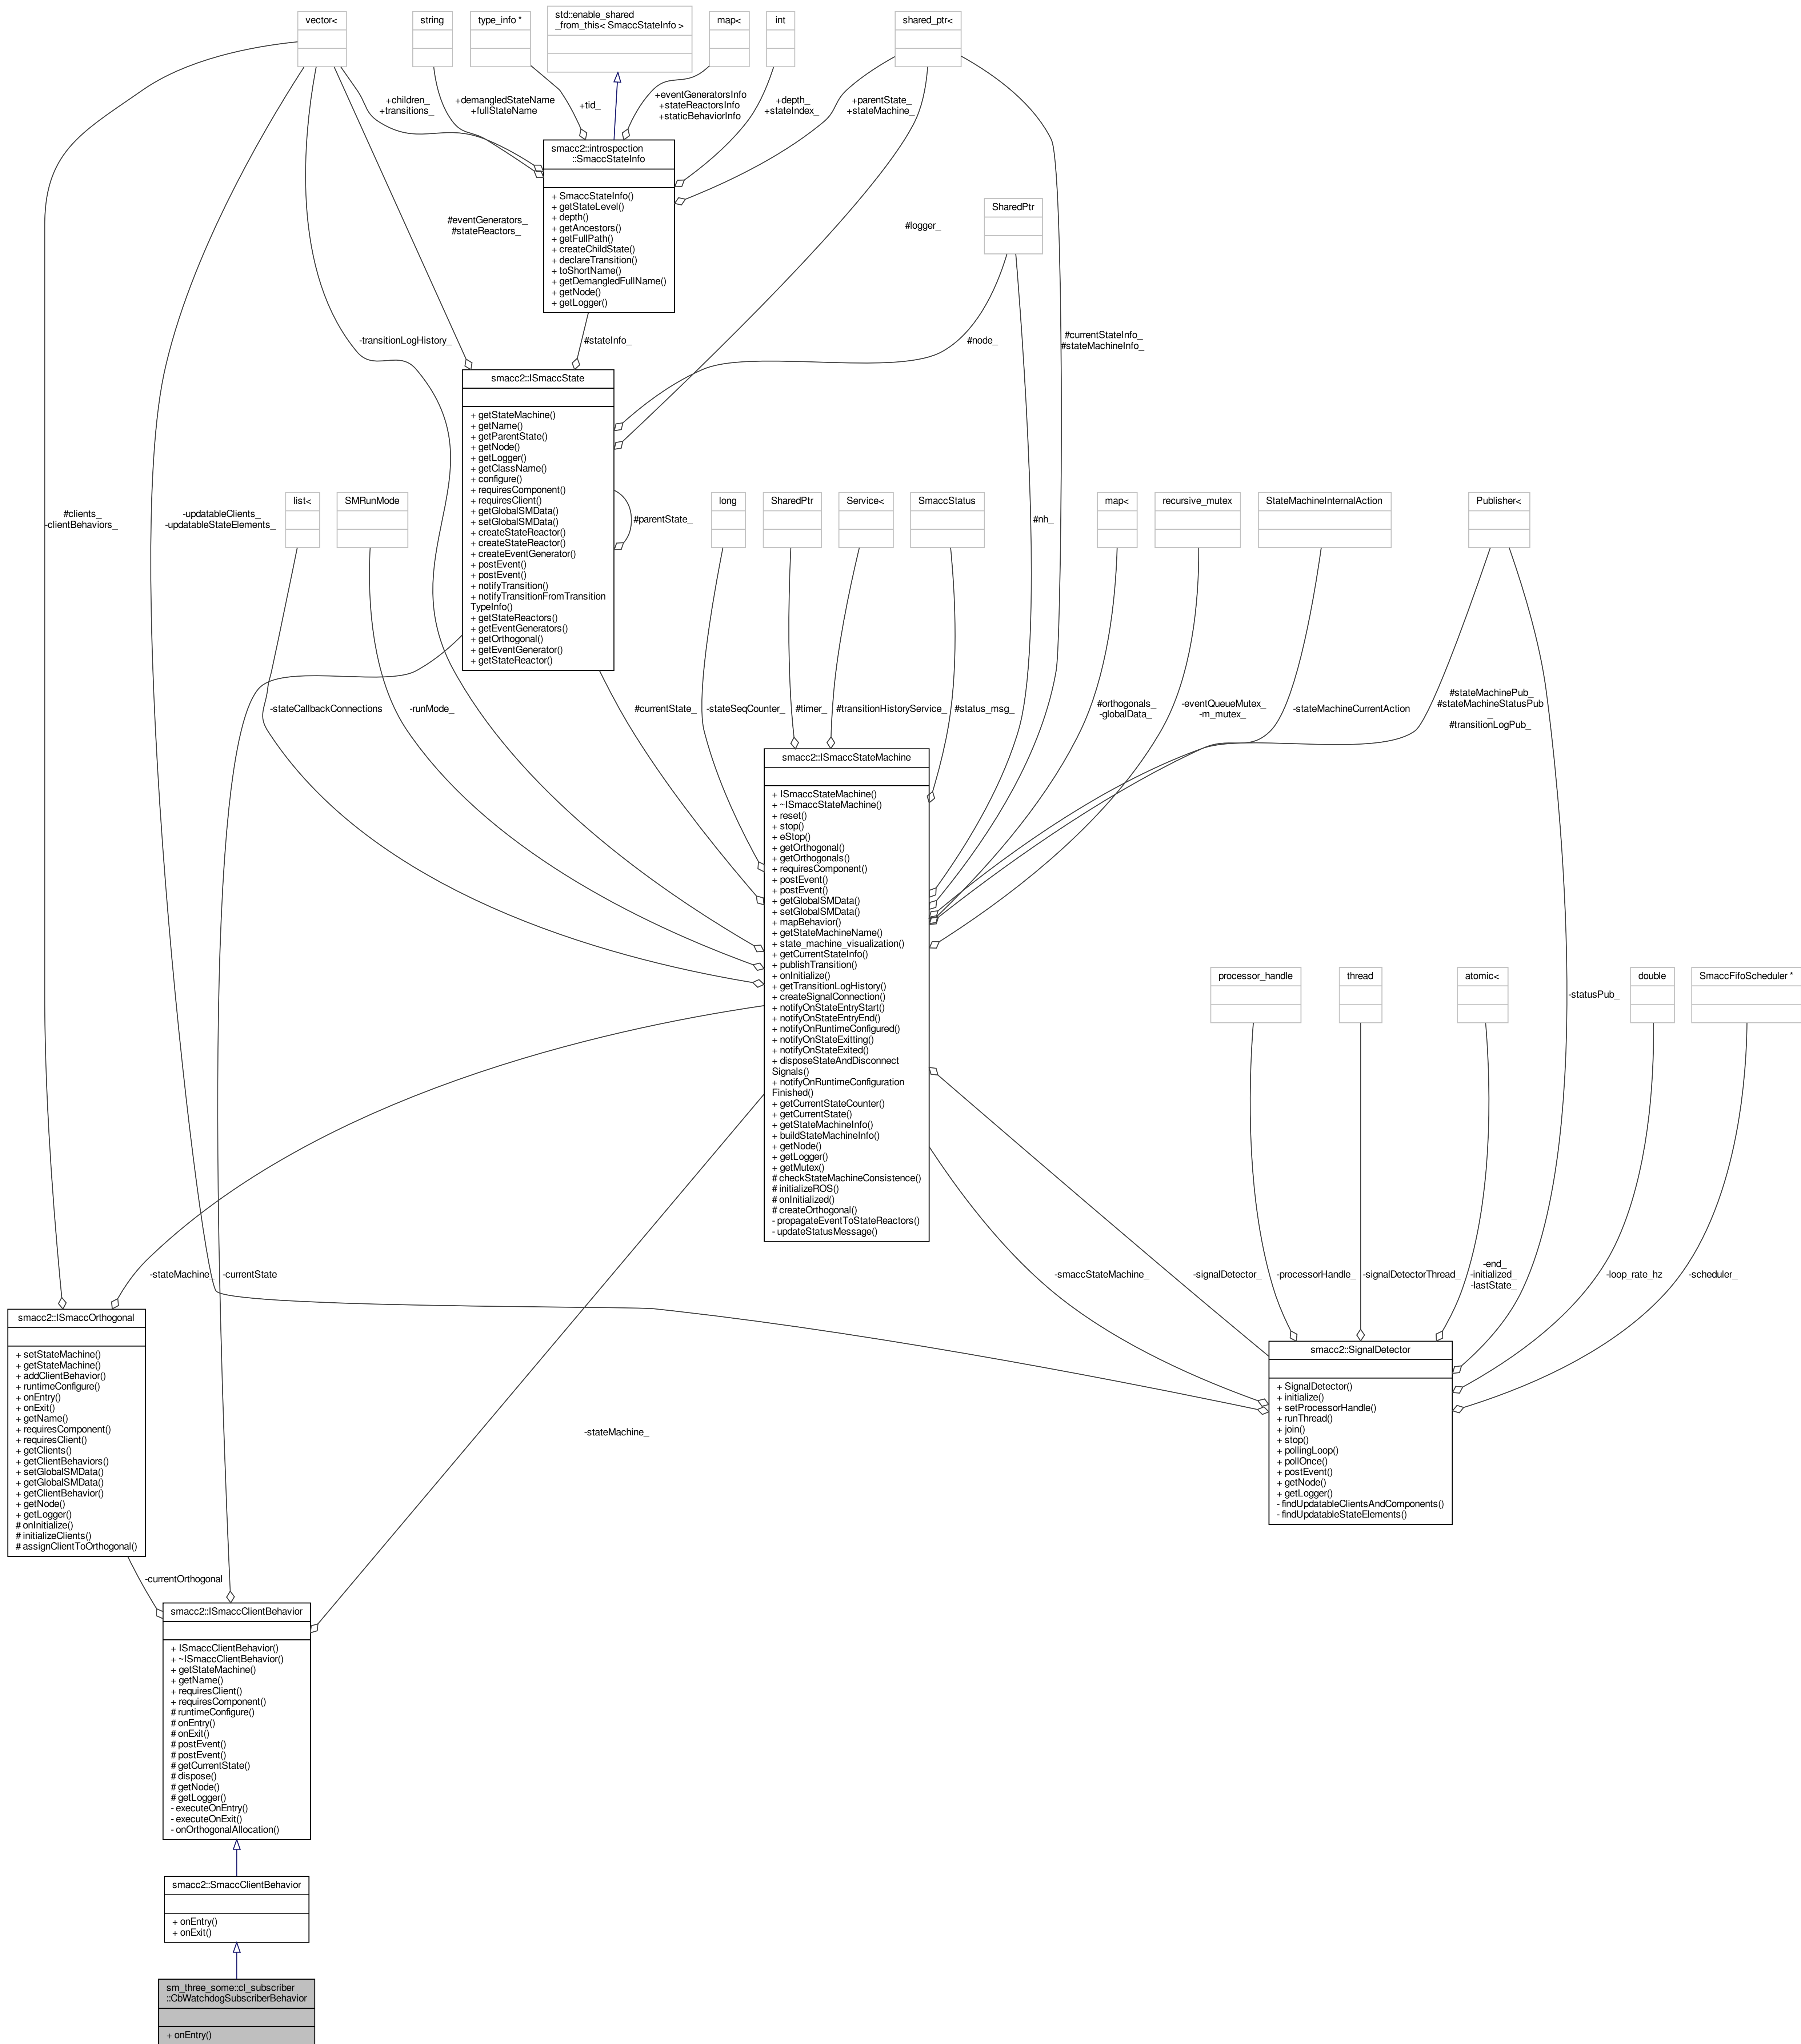 vector<
string
type_info *
std::enable_shared
_from_this< SmaccStateInfo >
map<
int
shared_ptr<
+children_
+transitions_
+demangledStateName
+fullStateName
+tid_
+eventGeneratorsInfo
+stateReactorsInfo
+staticBehaviorInfo
+depth_
+stateIndex_
+parentState_
+stateMachine_
smacc2::introspection
::SmaccStateInfo
+ SmaccStateInfo()
+ getStateLevel()
+ depth()
+ getAncestors()
+ getFullPath()
+ createChildState()
+ declareTransition()
+ toShortName()
+ getDemangledFullName()
+ getNode()
+ getLogger()
#eventGenerators_
#stateReactors_
#logger_
SharedPtr
-transitionLogHistory_
#stateInfo_
#node_
#currentStateInfo_
#stateMachineInfo_
smacc2::ISmaccState
+ getStateMachine()
+ getName()
+ getParentState()
+ getNode()
+ getLogger()
+ getClassName()
+ configure()
+ requiresComponent()
+ requiresClient()
+ getGlobalSMData()
+ setGlobalSMData()
+ createStateReactor()
+ createStateReactor()
+ createEventGenerator()
+ postEvent()
+ postEvent()
+ notifyTransition()
+ notifyTransitionFromTransition
TypeInfo()
+ getStateReactors()
+ getEventGenerators()
+ getOrthogonal()
+ getEventGenerator()
+ getStateReactor()
#parentState_
#clients_
-clientBehaviors_
-updatableClients_
-updatableStateElements_
list<
SMRunMode
long
SharedPtr
Service<
SmaccStatus
#nh_
map<
recursive_mutex
StateMachineInternalAction
Publisher<
-stateCallbackConnections
-runMode_
#currentState_
-stateSeqCounter_
#timer_
#transitionHistoryService_
#status_msg_
#orthogonals_
-globalData_
-eventQueueMutex_
-m_mutex_
-stateMachineCurrentAction
#stateMachinePub_
#stateMachineStatusPub
_
#transitionLogPub_
smacc2::ISmaccStateMachine
+ ISmaccStateMachine()
+ ~ISmaccStateMachine()
+ reset()
+ stop()
+ eStop()
+ getOrthogonal()
+ getOrthogonals()
+ requiresComponent()
+ postEvent()
+ postEvent()
+ getGlobalSMData()
+ setGlobalSMData()
+ mapBehavior()
+ getStateMachineName()
+ state_machine_visualization()
+ getCurrentStateInfo()
+ publishTransition()
+ onInitialize()
+ getTransitionLogHistory()
+ createSignalConnection()
+ notifyOnStateEntryStart()
+ notifyOnStateEntryEnd()
+ notifyOnRuntimeConfigured()
+ notifyOnStateExitting()
+ notifyOnStateExited()
+ disposeStateAndDisconnect
Signals()
+ notifyOnRuntimeConfiguration
Finished()
+ getCurrentStateCounter()
+ getCurrentState()
+ getStateMachineInfo()
+ buildStateMachineInfo()
+ getNode()
+ getLogger()
+ getMutex()
# checkStateMachineConsistence()
# initializeROS()
# onInitialized()
# createOrthogonal()
- propagateEventToStateReactors()
- updateStatusMessage()
processor_handle
thread
atomic<
-statusPub_
double
SmaccFifoScheduler *
-stateMachine_
-currentState
-smaccStateMachine_
-signalDetector_
-processorHandle_
-signalDetectorThread_
-end_
-initialized_
-lastState_
-loop_rate_hz
-scheduler_
smacc2::ISmaccOrthogonal
+ setStateMachine()
+ getStateMachine()
+ addClientBehavior()
+ runtimeConfigure()
+ onEntry()
+ onExit()
+ getName()
+ requiresComponent()
+ requiresClient()
+ getClients()
+ getClientBehaviors()
+ setGlobalSMData()
+ getGlobalSMData()
+ getClientBehavior()
+ getNode()
+ getLogger()
# onInitialize()
# initializeClients()
# assignClientToOrthogonal()
smacc2::SignalDetector
+ SignalDetector()
+ initialize()
+ setProcessorHandle()
+ runThread()
+ join()
+ stop()
+ pollingLoop()
+ pollOnce()
+ postEvent()
+ getNode()
+ getLogger()
- findUpdatableClientsAndComponents()
- findUpdatableStateElements()
-stateMachine_
-currentOrthogonal
smacc2::ISmaccClientBehavior
+ ISmaccClientBehavior()
+ ~ISmaccClientBehavior()
+ getStateMachine()
+ getName()
+ requiresClient()
+ requiresComponent()
# runtimeConfigure()
# onEntry()
# onExit()
# postEvent()
# postEvent()
# getCurrentState()
# dispose()
# getNode()
# getLogger()
- executeOnEntry()
- executeOnExit()
- onOrthogonalAllocation()
smacc2::SmaccClientBehavior
+ onEntry()
+ onExit()
sm_three_some::cl_subscriber
::CbWatchdogSubscriberBehavior
+ onEntry()